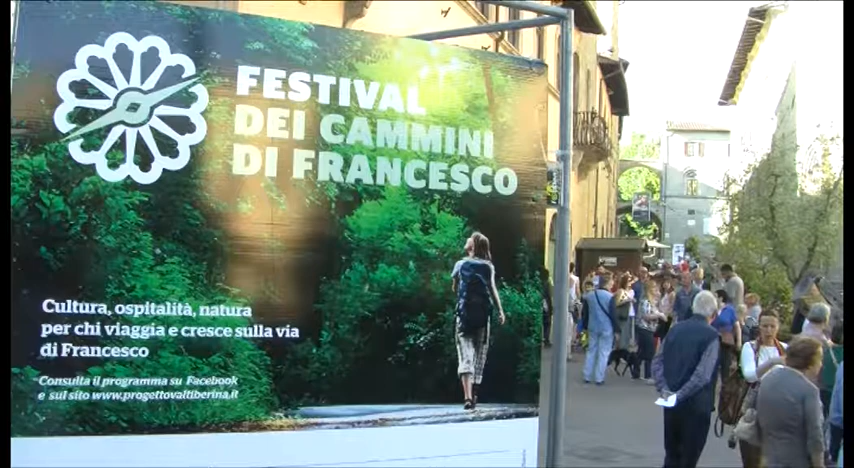 FESTIVAL
DEI CAMMINI
DI FRANCESCO
Cultura, ospitalità, natura
per chi viaggia e cresce sulla via
di Francesco
Consulta il programma su Facebook
e sul sito www.progettovaltiberina.it